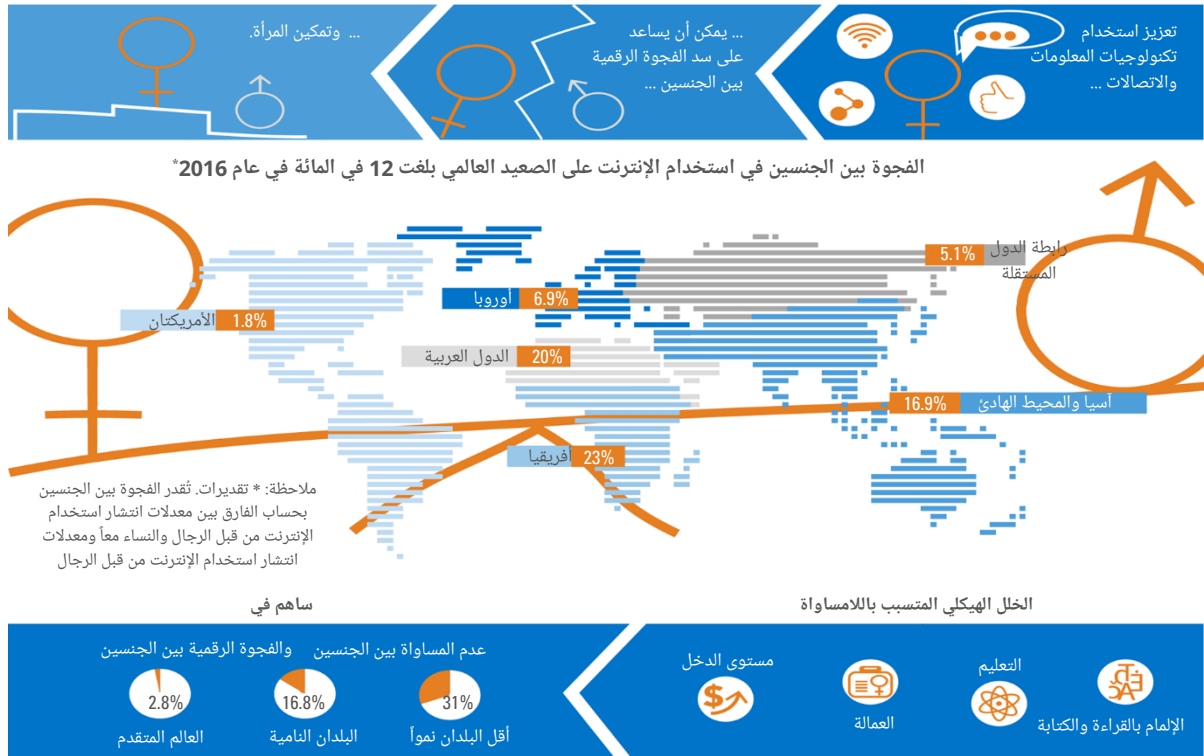 تعزيز استخدام
تكنولوجيات المعلومات
والاتصالات ...
... يمكن أن يساعد
على سد الفجوة الرقمية
بين الجنسين ...
... وتمكين المرأة.
الفجوة بين الجنسين في استخدام الإنترنت على الصعيد العالمي بلغت 12 في المائة في عام 2016*
رابطة الدول
المستقلة
5.1%
أوروبا 6.9%
الأمريكتان 1.8%
الدول العربية 20%
آسيا والمحيط الهادئ 16.9%
أفريقيا 23%
ملاحظة: * تقديرات. تُقدر الفجوة بين الجنسين
بحساب الفارق بين معدلات انتشار استخدام
الإنترنت من قبل الرجال والنساء معاً ومعدلات
انتشار استخدام الإنترنت من قبل الرجال
الخلل الهيكلي المتسبب باللامساواة
الإلمام بالقراءة والكتابة
التعليم
العمالة
مستوى الدخل
ساهم في
عدم المساواة بين الجنسين والفجوة الرقمية بين الجنسين
31%
أقل البلدان نمواً
16.8%
البلدان النامية
2.8%
العالم المتقدم